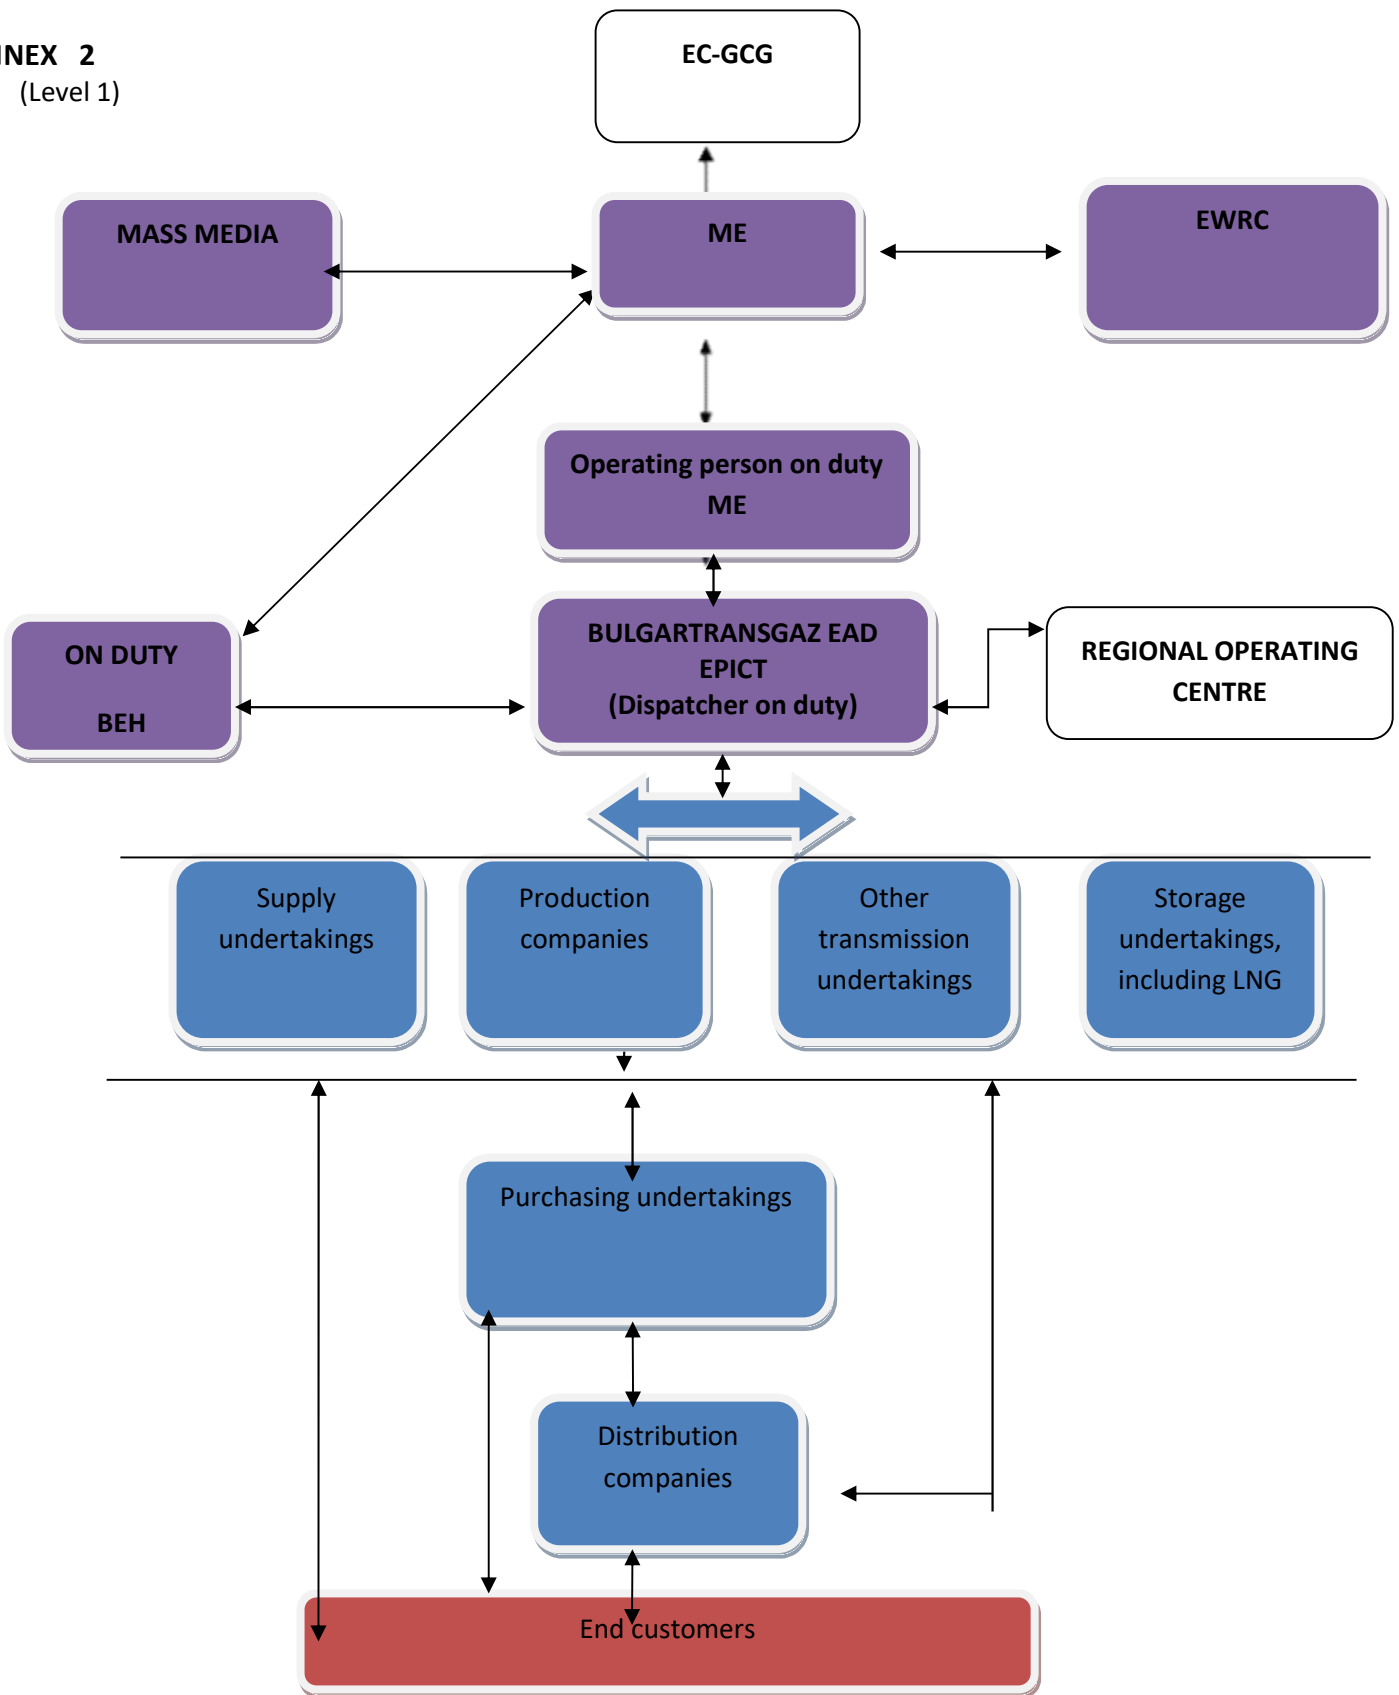 NNEX 2
(Level 1)
EC-GCG
MASS MEDIA
ME
EWRC
Operating person on duty
ME
ON DUTY
BEH
BULGARTRANSGAZ EAD
EPICT
(Dispatcher on duty)
REGIONAL OPERATING
CENTRE
Supply
undertakings
Production
companies
Other
transmission
undertakings
Storage
undertakings,
including LNG
Purchasing undertakings
Distribution
companies
End customers